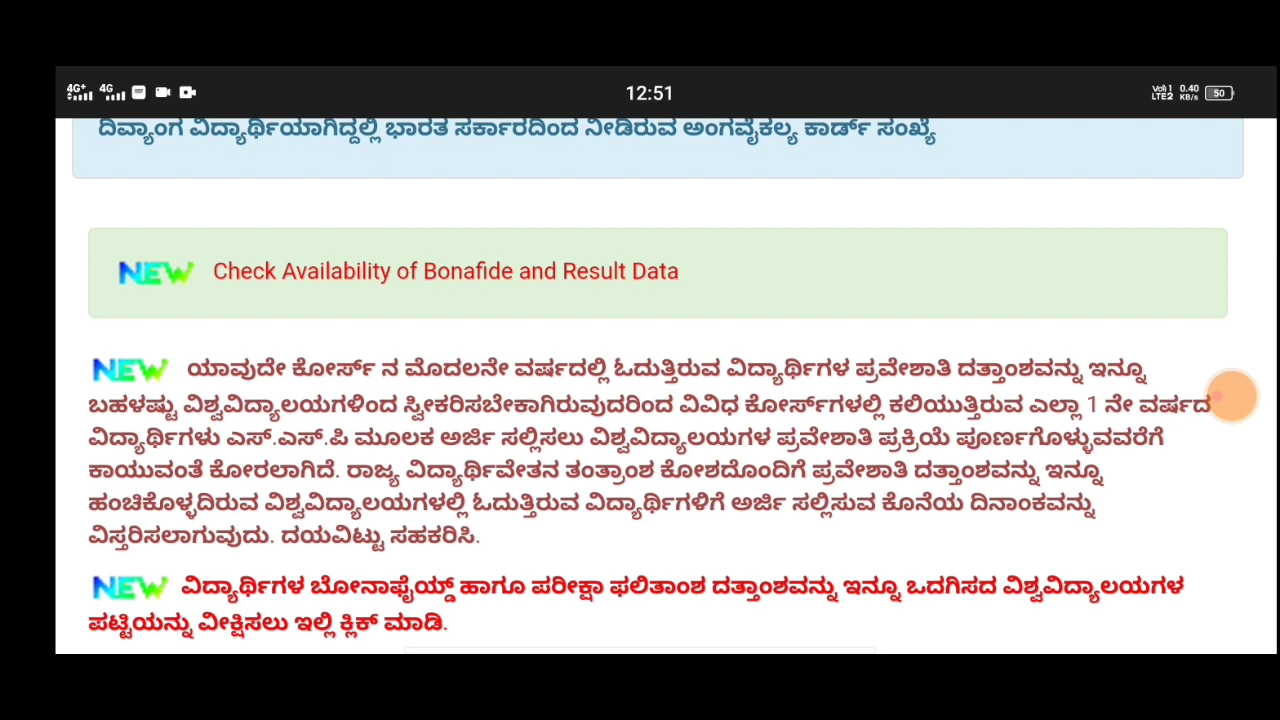 4G+ 4G 12:51 Vo)) 1 LTE2 0.40 KB/s 50
ದಿವ್ಯಾಂಗ ವಿದ್ಯಾರ್ಥಿಯಾಗಿದ್ದಲ್ಲಿ ಭಾರತ ಸರ್ಕಾರದಿಂದ ನೀಡಿರುವ ಅಂಗವೈಕಲ್ಯ ಕಾರ್ಡ್ ಸಂಖ್ಯೆ
NEW Check Availability of Bonafide and Result Data
NEW ಯಾವುದೇ ಕೋರ್ಸ್ ನ ಮೊದಲನೇ ವರ್ಷದಲ್ಲಿ ಓದುತ್ತಿರುವ ವಿದ್ಯಾರ್ಥಿಗಳ ಪ್ರವೇಶಾತಿ ದತ್ತಾಂಶವನ್ನು ಇನ್ನೂ
ಬಹಳಷ್ಟು ವಿಶ್ವವಿದ್ಯಾಲಯಗಳಿಂದ ಸ್ವೀಕರಿಸಬೇಕಾಗಿರುವುದರಿಂದ ವಿವಿಧ ಕೋರ್ಸ್‌ಗಳಲ್ಲಿ ಕಲಿಯುತ್ತಿರುವ ಎಲ್ಲಾ 1 ನೇ ವರ್ಷದ
ವಿದ್ಯಾರ್ಥಿಗಳು ಎಸ್.ಎಸ್.ಪಿ ಮೂಲಕ ಅರ್ಜಿ ಸಲ್ಲಿಸಲು ವಿಶ್ವವಿದ್ಯಾಲಯಗಳ ಪ್ರವೇಶಾತಿ ಪ್ರಕ್ರಿಯೆ ಪೂರ್ಣಗೊಳ್ಳುವವರೆಗೆ
ಕಾಯುವಂತೆ ಕೋರಲಾಗಿದೆ. ರಾಜ್ಯ ವಿದ್ಯಾರ್ಥಿವೇತನ ತಂತ್ರಾಂಶ ಕೋಶದೊಂದಿಗೆ ಪ್ರವೇಶಾತಿ ದತ್ತಾಂಶವನ್ನು ಇನ್ನೂ
ಹಂಚಿಕೊಳ್ಳದಿರುವ ವಿಶ್ವವಿದ್ಯಾಲಯಗಳಲ್ಲಿ ಓದುತ್ತಿರುವ ವಿದ್ಯಾರ್ಥಿಗಳಿಗೆ ಅರ್ಜಿ ಸಲ್ಲಿಸುವ ಕೊನೆಯ ದಿನಾಂಕವನ್ನು
ವಿಸ್ತರಿಸಲಾಗುವುದು. ದಯವಿಟ್ಟು ಸಹಕರಿಸಿ.
NEW ವಿದ್ಯಾರ್ಥಿಗಳ ಬೋನಾಫೈಯ್ಡ್ ಹಾಗೂ ಪರೀಕ್ಷಾ ಫಲಿತಾಂಶ ದತ್ತಾಂಶವನ್ನು ಇನ್ನೂ ಒದಗಿಸದ ವಿಶ್ವವಿದ್ಯಾಲಯಗಳ
ಪಟ್ಟಿಯನ್ನು ವೀಕ್ಷಿಸಲು ಇಲ್ಲಿ ಕ್ಲಿಕ್ ಮಾಡಿ.